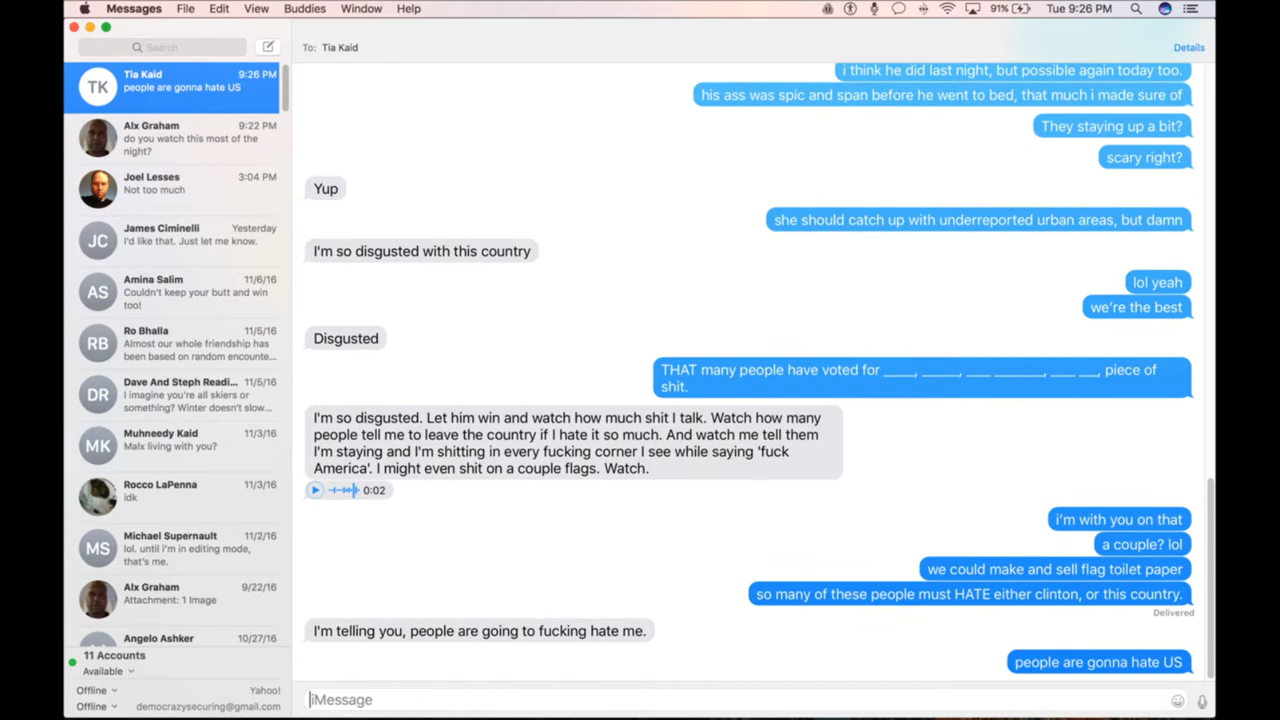 Messages File Edit View Buddies Window Help 91% Tue 9:26 PM
Search
To: Tia Kaid
Details
TK
Tia Kaid 9:26 PM
people are gonna hate US
Alx Graham 9:22 PM
do you watch this most of the
night?
Joel Lesses 3:04 PM
Not too much
JC
James Ciminelli Yesterday
I'd like that. Just let me know.
AS
Amina Salim 11/6/16
Couldn't keep your butt and win
too!
RB
Ro Bhalla 11/5/16
Almost our whole friendship has
been based on random encounte...
DR
Dave And Steph Readi... 11/5/16
I imagine you're all skiers or
something? Winter doesn't slow...
MK
Muhneedy Kaid 11/3/16
Malx living with you?
Rocco LaPenna 11/3/16
idk
MS
Michael Supernault 11/2/16
lol. until i'm in editing mode,
that's me.
Alx Graham 9/22/16
Attachment: 1 Image
Angelo Ashker 10/27/16
11 Accounts
Available
Offline Yahoo!
Offline democrazysecuring@gmail.com
i think he did last night, but possible again today too.
his ass was spic and span before he went to bed, that much i made sure of
They staying up a bit?
scary right?
Yup
she should catch up with underreported urban areas, but damn
I'm so disgusted with this country
lol yeah
we're the best
Disgusted
THAT many people have voted for ____, _____, ___ ______, ___ __, piece of
shit.
I'm so disgusted. Let him win and watch how much shit I talk. Watch how many
people tell me to leave the country if I hate it so much. And watch me tell them
I'm staying and I'm shitting in every fucking corner I see while saying 'fuck
America'. I might even shit on a couple flags. Watch.
0:02
i'm with you on that
a couple? lol
we could make and sell flag toilet paper
so many of these people must HATE either clinton, or this country.
Delivered
I'm telling you, people are going to fucking hate me.
people are gonna hate US
iMessage